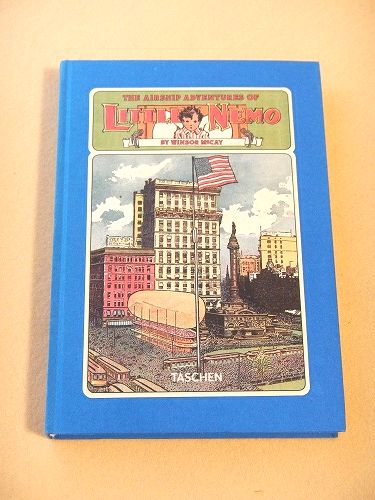 THE AIRSHIP ADVENTURES OF
LITTLE NEMO
BY WINSOR MCCAY
TASCHEN